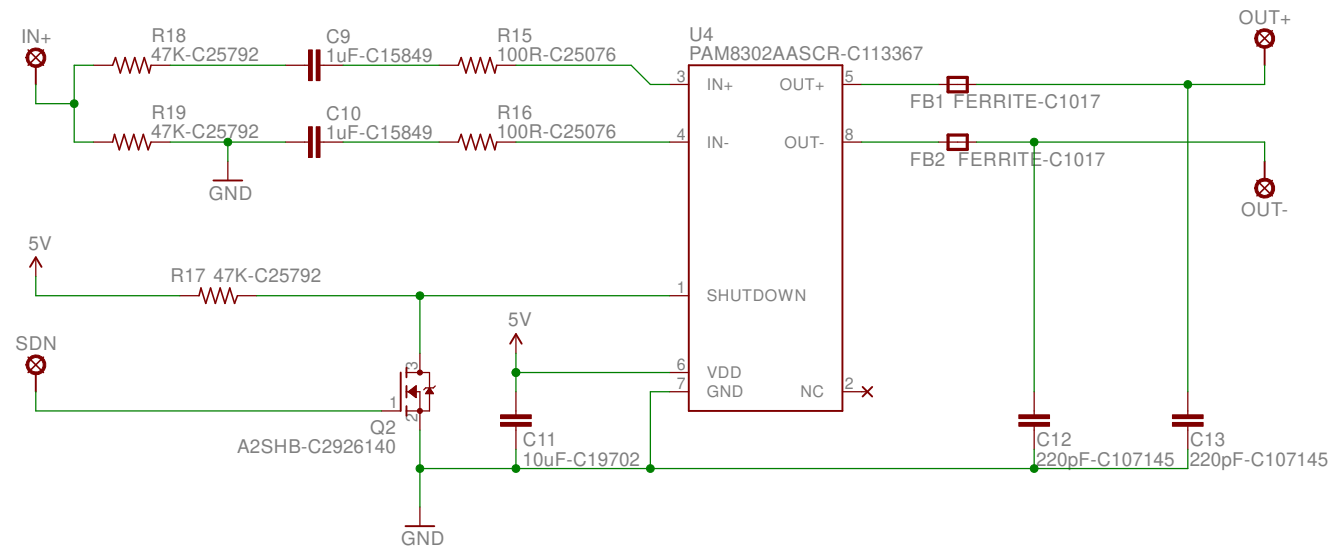 OUT+
IN+
R18
47K-C25792
C9
1uF-C15849
R15
100R-C25076
U4
PAM8302AASCR-C113367
3
IN+
OUT+
5
FB1 FERRITE-C1017
R19
47K-C25792
C10
1uF-C15849
R16
100R-C25076
4
IN-
OUT-
8
FB2 FERRITE-C1017
GND
OUT-
5V
R17 47K-C25792
1
SHUTDOWN
SDN
5V
3
1
2
6
VDD
7
GND
NC
2
Q2
A2SHB-C2926140
C11
10uF-C19702
C12
220pF-C107145
C13
220pF-C107145
GND